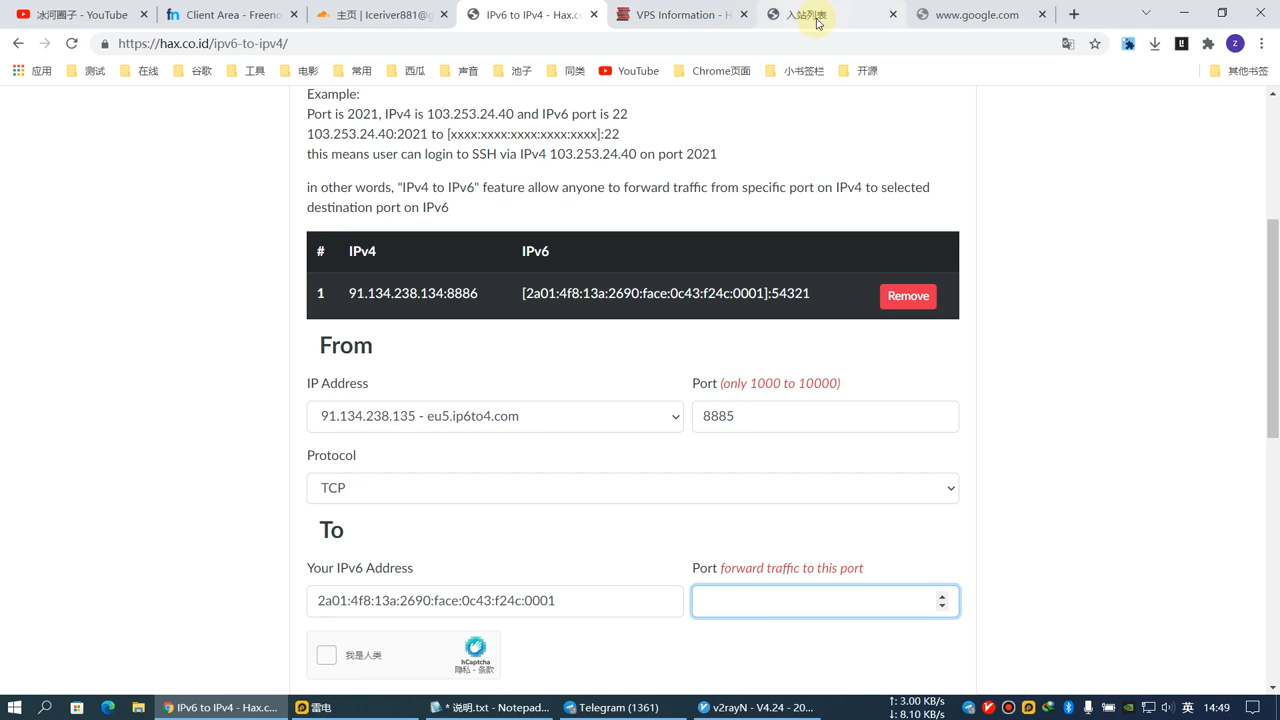 冰河圈子 - YouTube
Client Area - Freeno
主页 | Iceriver881@g
IPv6 to IPv4 - Hax.c
VPS Information - H
入站列表
www.google.com
https://hax.co.id/ipv6-to-ipv4/
应用 测试 在线 谷歌 工具 电影 常用 西瓜 声音 池子 同类 YouTube Chrome页面 小书签栏 开源 其他书签
Example:
Port is 2021, IPv4 is 103.253.24.40 and IPv6 port is 22
103.253.24.40:2021 to [xxxx:xxxx:xxxx:xxxx:xxxx]:22
this means user can login to SSH via IPv4 103.253.24.40 on port 2021
in other words, "IPv4 to IPv6" feature allow anyone to forward traffic from specific port on IPv4 to selected
destination port on IPv6
# IPv4 IPv6
1 91.134.238.134:8886 [2a01:4f8:13a:2690:face:0c43:f24c:0001]:54321 Remove
From
IP Address Port (only 1000 to 10000)
91.134.238.135 - eu5.ip6to4.com 8885
Protocol
TCP
To
Your IPv6 Address Port forward traffic to this port
2a01:4f8:13a:2690:face:0c43:f24c:0001
我是人类
hCaptcha
隐私 - 条款
IPv6 to IPv4 - Hax.c...
雷电
* 说明.txt - Notepad...
Telegram (1361)
v2rayN - V4.24 - 20...
↑: 3.00 KB/s
↓: 8.10 KB/s
英 14:49